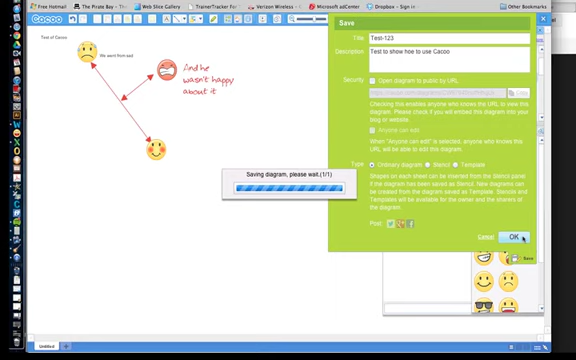 Free Hotmail
The Pirate Bay
Web Slice Gallery
TrainerTracker For
Verizon Wireless
Market accelerator
Dropbox - Sign in
Other Bookmarks
Cacoo
Test of Cacoo
We went from sad
And he
wasn't happy
about it
Saving diagram, please wait.(1/1)
Save
Title
Test-123
Description
Test to show hoe to use Cacoo
Security
Open diagram to public by URL
Copy
Checking this enables anyone who knows the URL to view this
diagram. Please check if you will embed this diagram into your
blog or website.
Anyone can edit
When "Anyone can edit" is selected, anyone who knows this
URL will be able to edit this diagram.
Type
Ordinary diagram
Stencil
Template
Shapes on each sheet can be inserted from the Stencil panel
if the diagram has been saved as Stencil. New diagrams can
be created from the diagram saved as Template. Stencils and
Templates will be available for the owner and the sharers of
the diagram.
Post:
Cancel
OK
Save
Untitled